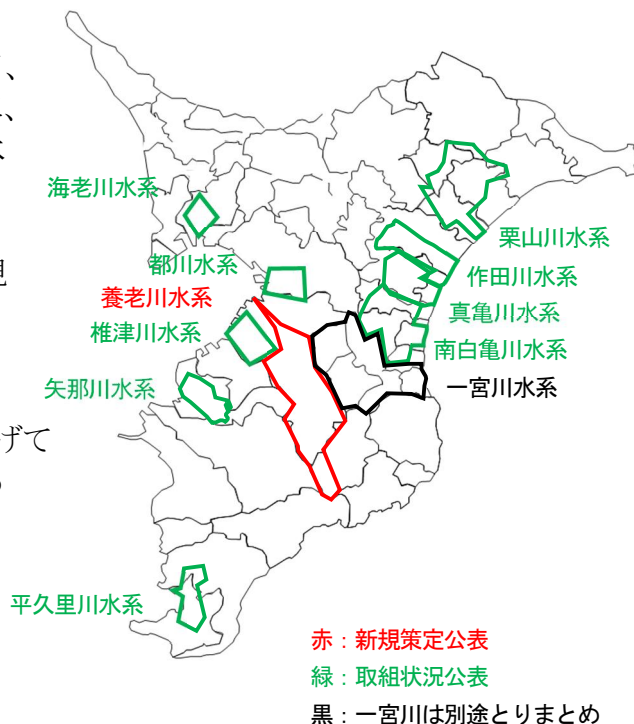 、
、
海老川水系
都川水系
養老川水系
椎津川水系
矢那川水系
げて
平久里川水系
栗山川水系
作田川水系
真亀川水系
南白亀川水系
一宮川水系
赤：新規策定公表
緑：取組状況公表
黒：一宮川は別途とりまとめ